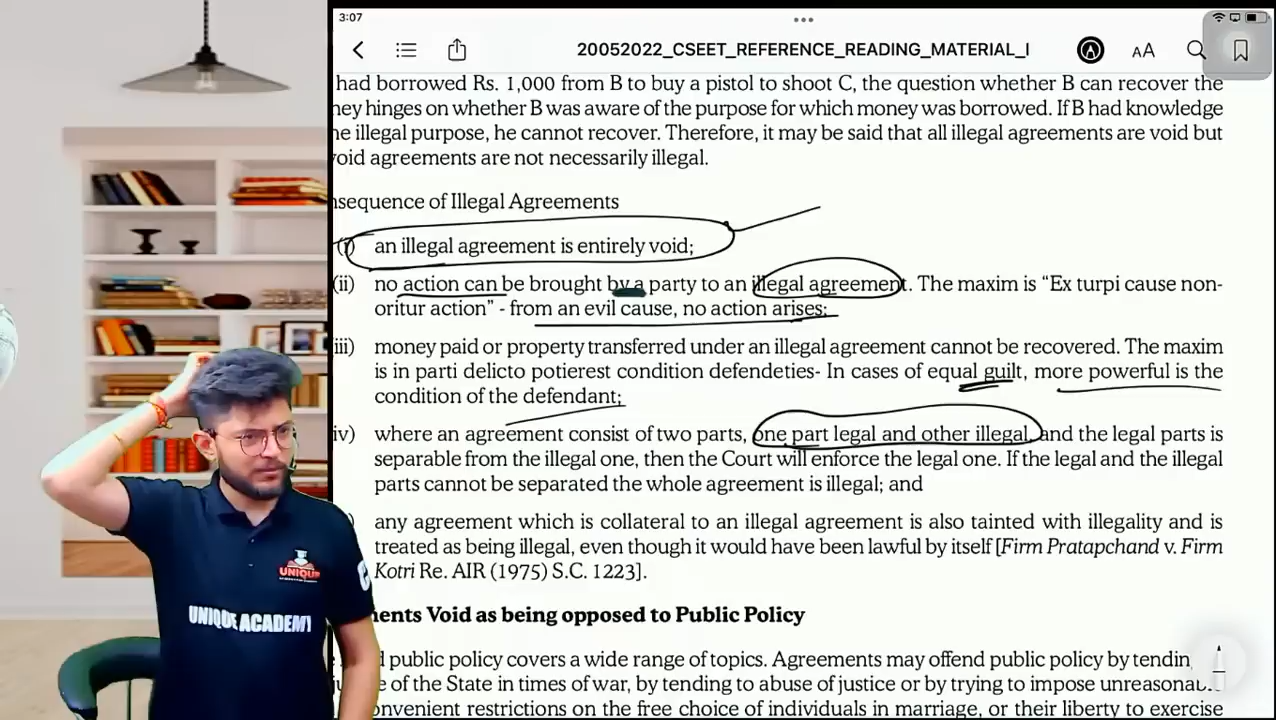 3:07
20052022_CSEET_REFERENCE_READING_MATERIAL_I
AA
had borrowed Rs. 1,000 from B to buy a pistol to shoot C, the question whether B can recover the
ney hinges on whether B was aware of the purpose for which money was borrowed. If B had knowledge
he illegal purpose, he cannot recover. Therefore, it may be said that all illegal agreements are void but
void agreements are not necessarily illegal.
nsequence of Illegal Agreements
(i) an illegal agreement is entirely void;
(ii) no action can be brought by a party to an illegal agreement. The maxim is “Ex turpi cause non-
oritur action” - from an evil cause, no action arises;
iii) money paid or property transferred under an illegal agreement cannot be recovered. The maxim
is in parti delicto potierest condition defendeties- In cases of equal guilt, more powerful is the
condition of the defendant;
iv) where an agreement consist of two parts, one part legal and other illegal and the legal parts is
separable from the illegal one, then the Court will enforce the legal one. If the legal and the illegal
parts cannot be separated the whole agreement is illegal; and
any agreement which is collateral to an illegal agreement is also tainted with illegality and is
treated as being illegal, even though it would have been lawful by itself [Firm Pratapchand v. Firm
Kotri Re. AIR (1975) S.C. 1223].
ments Void as being opposed to Public Policy
d public policy covers a wide range of topics. Agreements may offend public policy by tending
e of the State in times of war, by tending to abuse of justice or by trying to impose unreasonab
onvenient restrictions on the free choice of individuals in marriage, or their liberty to exercise
UNIQUE
UNIQUE ACADEMY